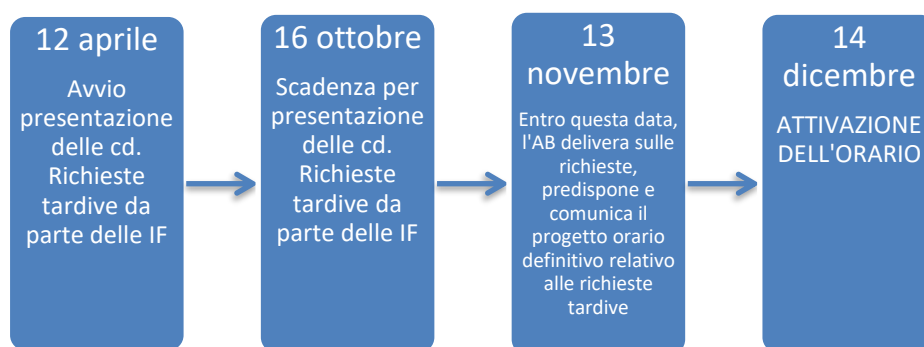 12 aprile
Avvio
presentazione
delle cd.
Richieste
tardive da
parte delle IF
16 ottobre
Scadenza per
presentazione
delle cd.
Richieste
tardive da
parte delle IF
13
novembre
Entro questa data,
l'AB delivera sulle
richieste,
predispone e
comunica il
progetto orario
definitivo relativo
alle richieste
tardive
14
dicembre
ATTIVAZIONE
DELL'ORARIO